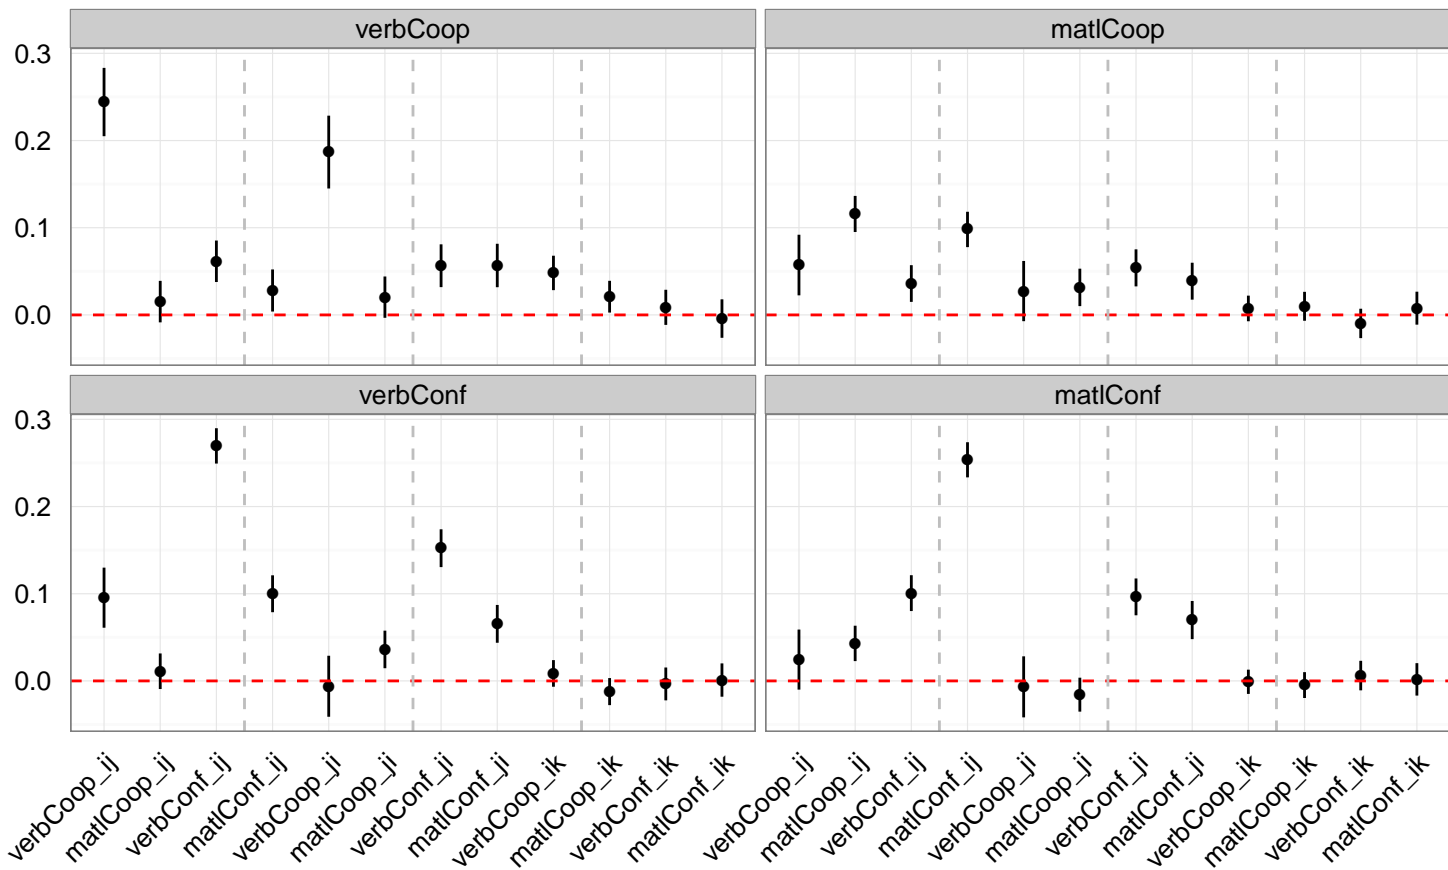 verbCoop
matlCoop
0.3
0.2
0.1
0.0
verbConf
matlConf
0.3
0.2
0.1
0.0
verbCoop_ij
matlCoop_ij
verbConf_ij
matlConf_ij
verbCoop_ji
matlCoop_ji
verbConf_ji
matlConf_ji
verbCoop_ik
matlCoop_ik
verbConf_ik
matlConf_ik
verbCoop_ij
matlCoop_ij
verbConf_ij
matlConf_ij
verbCoop_ji
matlCoop_ji
verbConf_ji
matlConf_ji
verbCoop_ik
matlCoop_ik
verbConf_ik
matlConf_ik